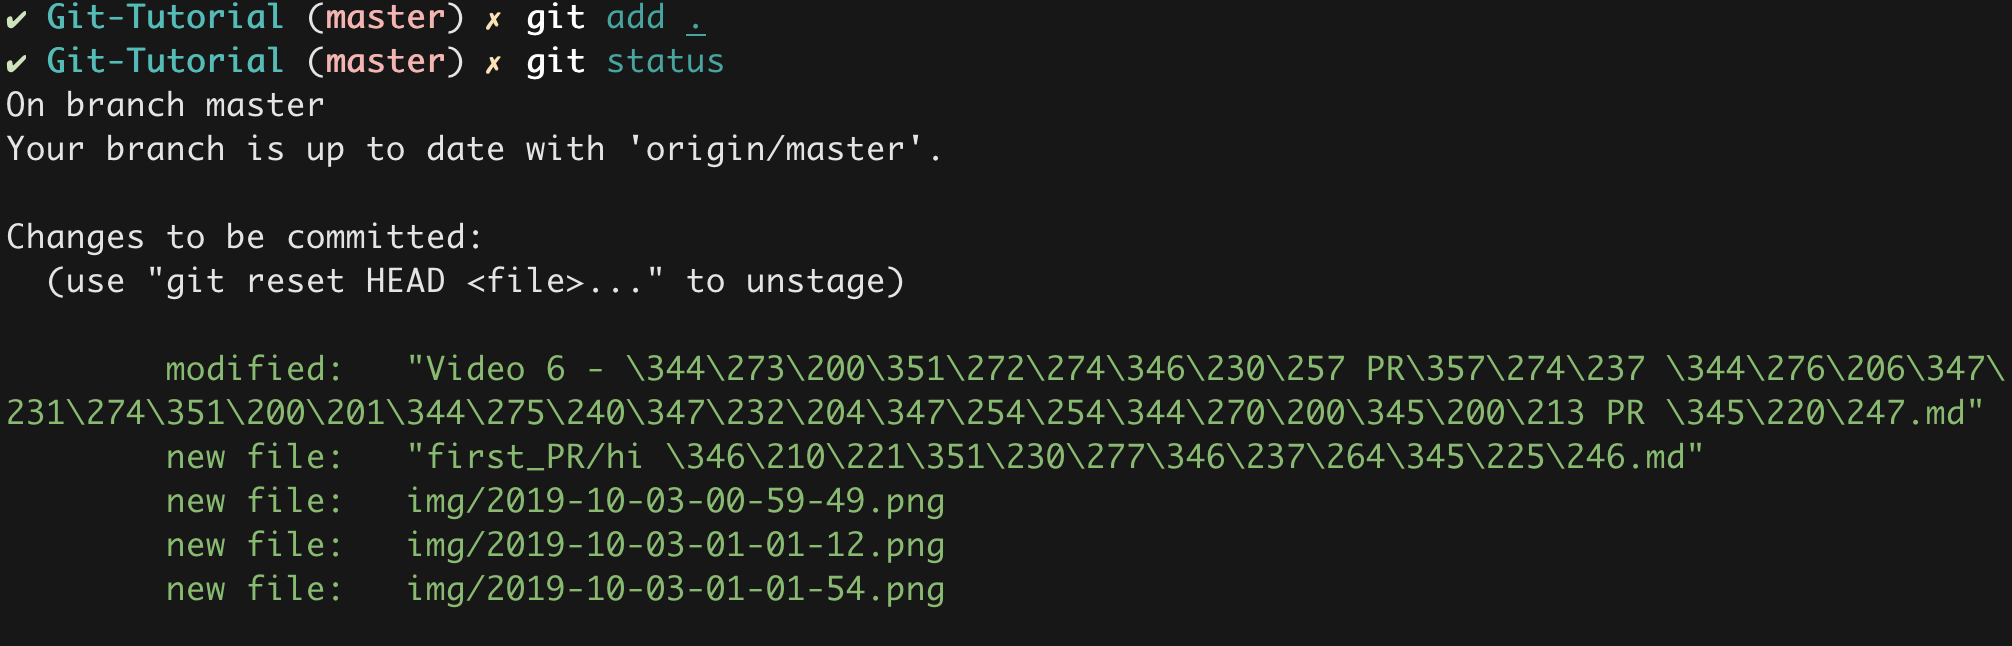 ✔ Git-Tutorial (master) ✗ git add .
✔ Git-Tutorial (master) ✗ git status
On branch master
Your branch is up to date with 'origin/master'.
Changes to be committed:
(use "git reset HEAD <file>..." to unstage)
modified: "Video 6 - \344\273\200\351\272\274\346\230\257 PR\357\274\237 \344\276\206\347\
231\274\351\200\201\344\275\240\347\232\204\347\254\254\344\270\200\345\200\213 PR \345\220\247.md"
new file: "first_PR/hi \346\210\221\351\230\277\346\237\264\345\225\246.md"
new file: img/2019-10-03-00-59-49.png
new file: img/2019-10-03-01-01-12.png
new file: img/2019-10-03-01-01-54.png